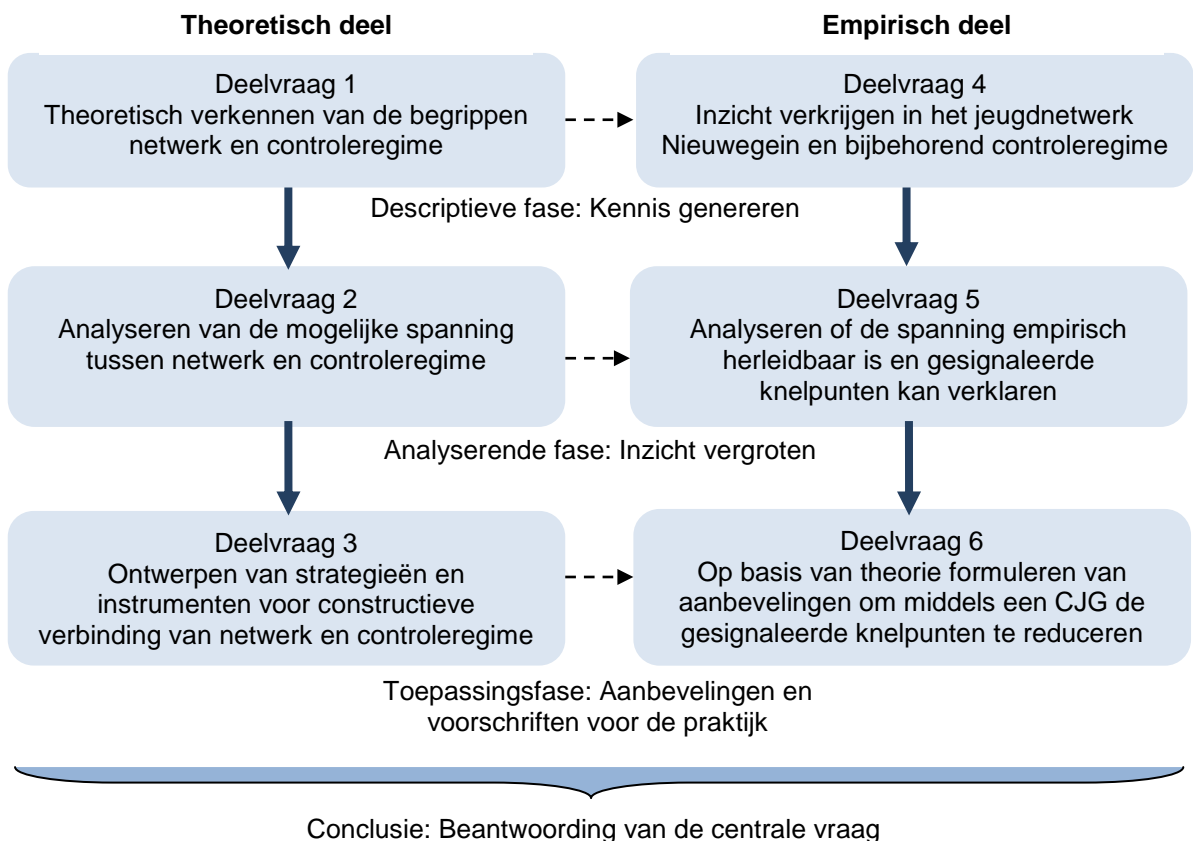 Theoretisch deel
Empirisch deel
Deelvraag 1
Theoretisch verkennen van de begrippen
netwerk en controleregime
Deelvraag 4
Inzicht verkrijgen in het jeugdnetwerk
Nieuwegein en bijbehorend controleregime
Descriptieve fase: Kennis genereren
Deelvraag 2
Analyseren van de mogelijke spanning
tussen netwerk en controleregime
Deelvraag 5
Analyseren of de spanning empirisch
herleidbaar is en gesignaleerde
knelpunten kan verklaren
Analyserende fase: Inzicht vergroten
Deelvraag 3
Ontwerpen van strategieën en
instrumenten voor constructieve
verbinding van netwerk en controleregime
Deelvraag 6
Op basis van theorie formuleren van
aanbevelingen om middels een CJG de
gesignaleerde knelpunten te reduceren
Toepassingsfase: Aanbevelingen en
voorschriften voor de praktijk
Conclusie: Beantwoording van de centrale vraag